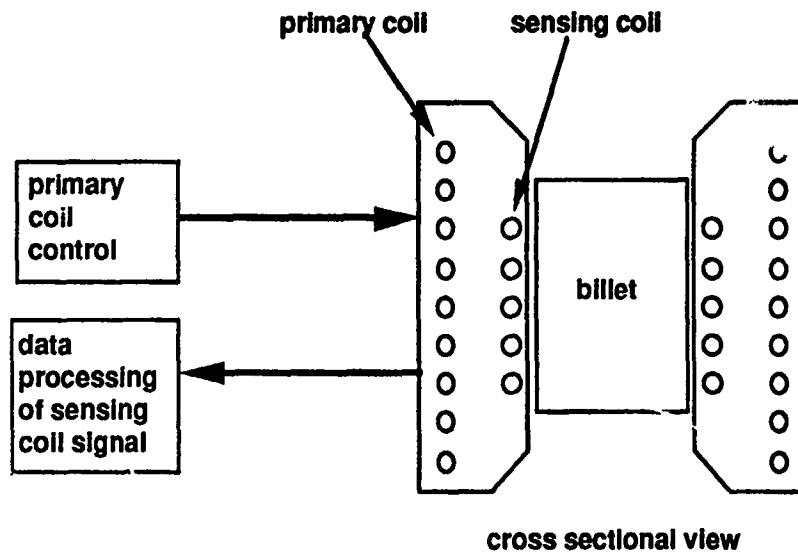 primary coil
sensing coil
primary
coil
control
billet
data
processing
of sensing
coil signal
cross sectional view